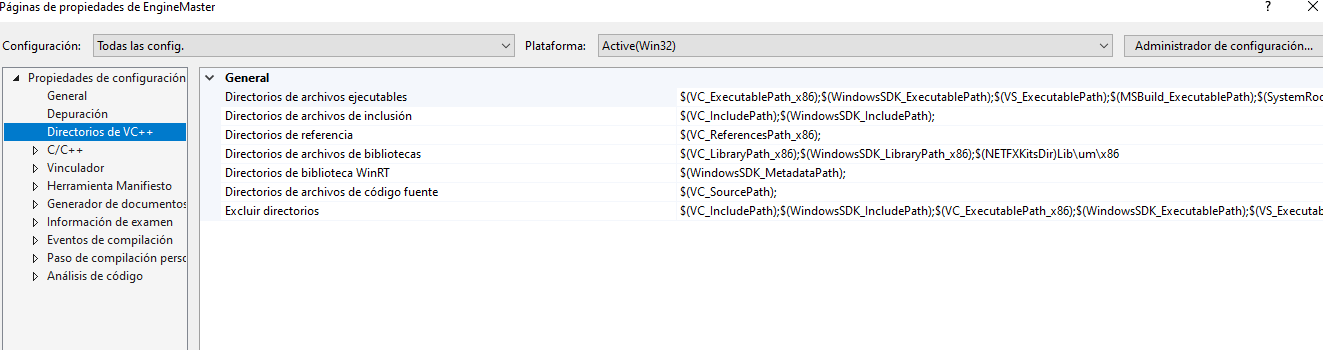 Páginas de propiedades de EngineMaster
Configuración: Todas las config. Plataforma: Active(Win32) Administrador de configuración...
Propiedades de configuración
General
Depuración
Directorios de VC++
C/C++
Vinculador
Herramienta Manifiesto
Generador de documentos
Información de examen
Eventos de compilación
Paso de compilación perso
Análisis de código
General
Directorios de archivos ejecutables $(VC_ExecutablePath_x86);$(WindowsSDK_ExecutablePath);$(VS_ExecutablePath);$(MSBuild_ExecutablePath);$(SystemRoo
Directorios de archivos de inclusión $(VC_IncludePath);$(WindowsSDK_IncludePath);
Directorios de referencia $(VC_ReferencesPath_x86);
Directorios de archivos de bibliotecas $(VC_LibraryPath_x86);$(WindowsSDK_LibraryPath_x86);$(NETFXKitsDir)Lib\um\x86
Directorios de biblioteca WinRT $(WindowsSDK_MetadataPath);
Directorios de archivos de código fuente $(VC_SourcePath);
Excluir directorios $(VC_IncludePath);$(WindowsSDK_IncludePath);$(VC_ExecutablePath_x86);$(WindowsSDK_ExecutablePath);$(VS_Executab